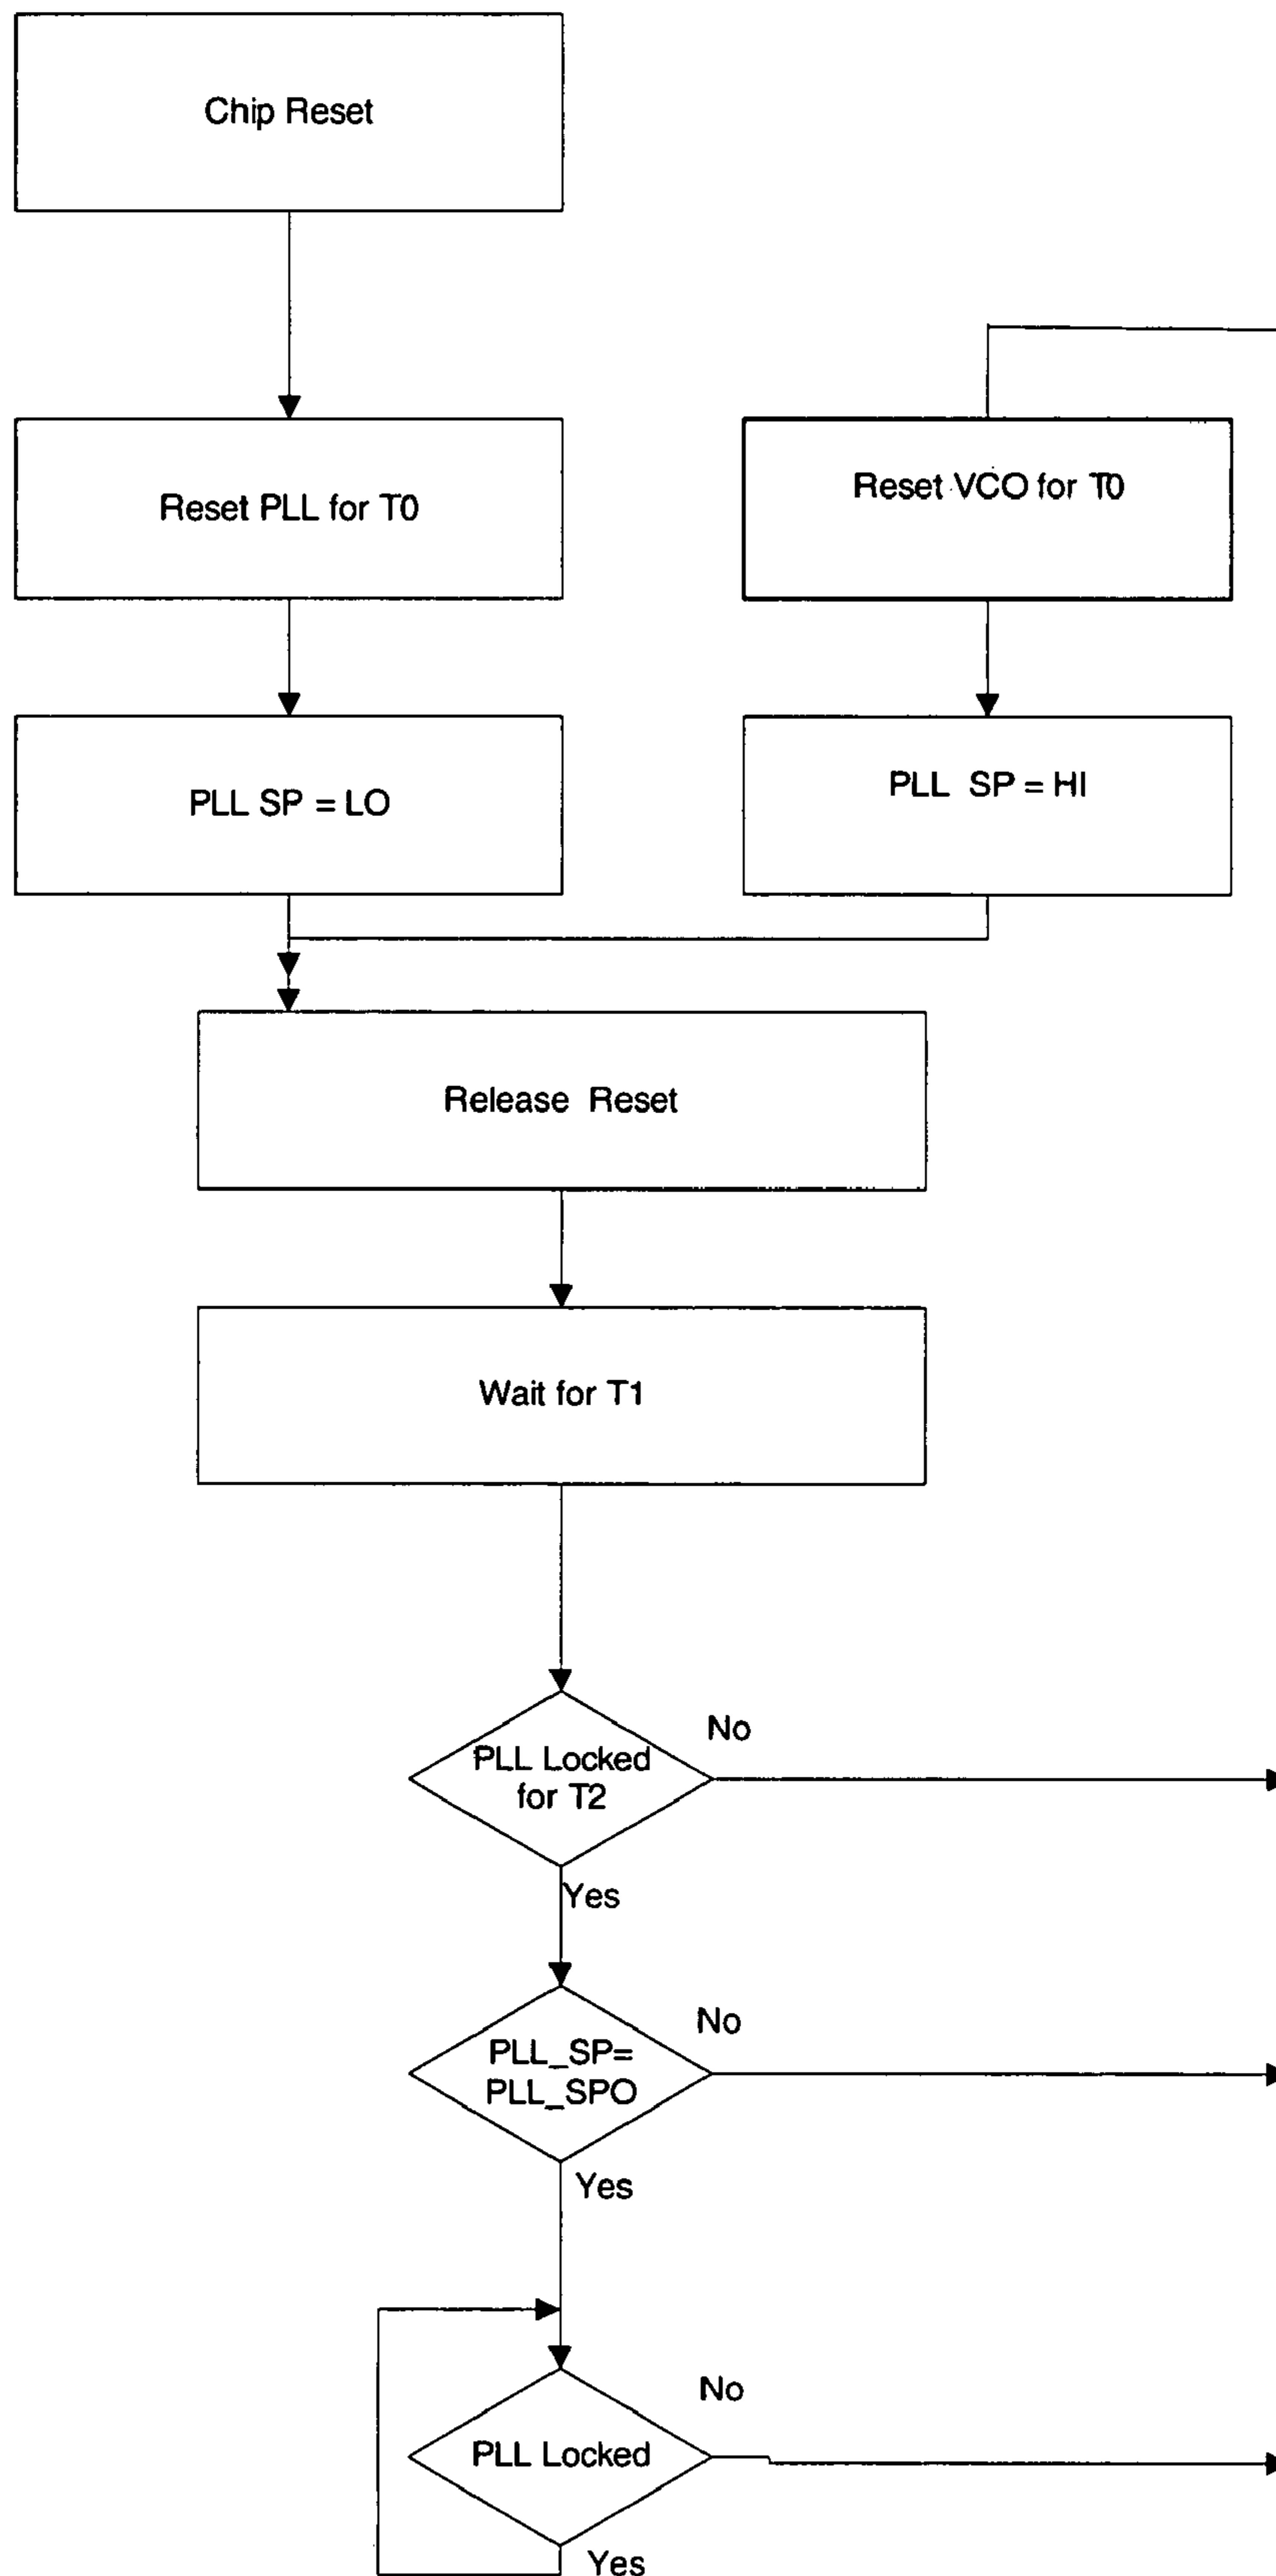 Chip Reset
Reset PLL for T0
Reset VCO for T0
PLL SP = LO
PLL SP = HI
Release Reset
Wait for T1
No
PLL Locked
for T2
Yes
No
PLL_SP=
PLL_SPO
Yes
No
PLL Locked
Yes